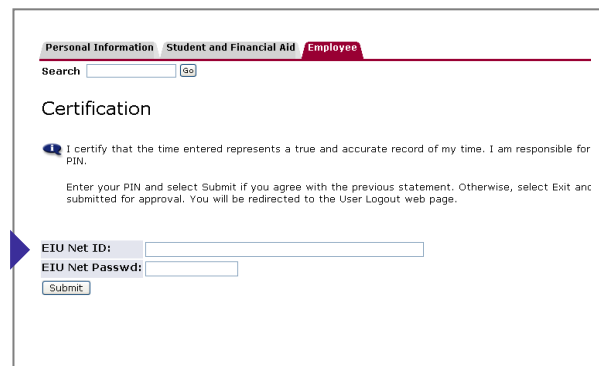 Personal Information Student and Financial Aid Employee
Search Go
Certification
I certify that the time entered represents a true and accurate record of my time. I am responsible for
PIN.
Enter your PIN and select Submit if you agree with the previous statement. Otherwise, select Exit and
submitted for approval. You will be redirected to the User Logout web page.
EIU Net ID:
EIU Net Passwd:
Submit